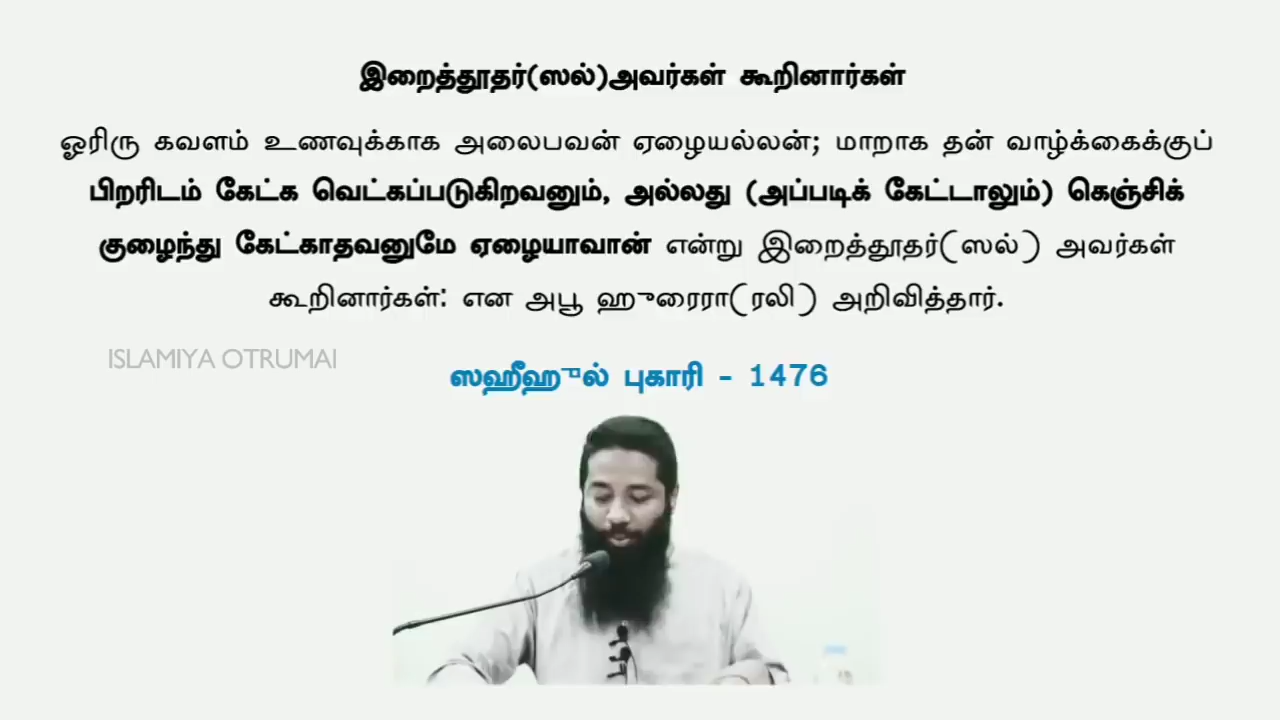 இறைத்தூதர்(ஸல்)அவர்கள் கூறினார்கள்
ஓரிரு கவளம் உணவுக்காக அலைபவன் ஏழையல்லன்; மாறாக தன் வாழ்க்கைக்குப்
பிறரிடம் கேட்க வெட்கப்படுகிறவனும், அல்லது (அப்படிக் கேட்டாலும்) கெஞ்சிக்
குழைந்து கேட்காதவனுமே ஏழையாவான் என்று இறைத்தூதர்(ஸல்) அவர்கள்
கூறினார்கள்: என அபூ ஹுரைரா(ரலி) அறிவித்தார்.
ISLAMIYA OTRUMAI
ஸஹீஹுல் புகாரி - 1476